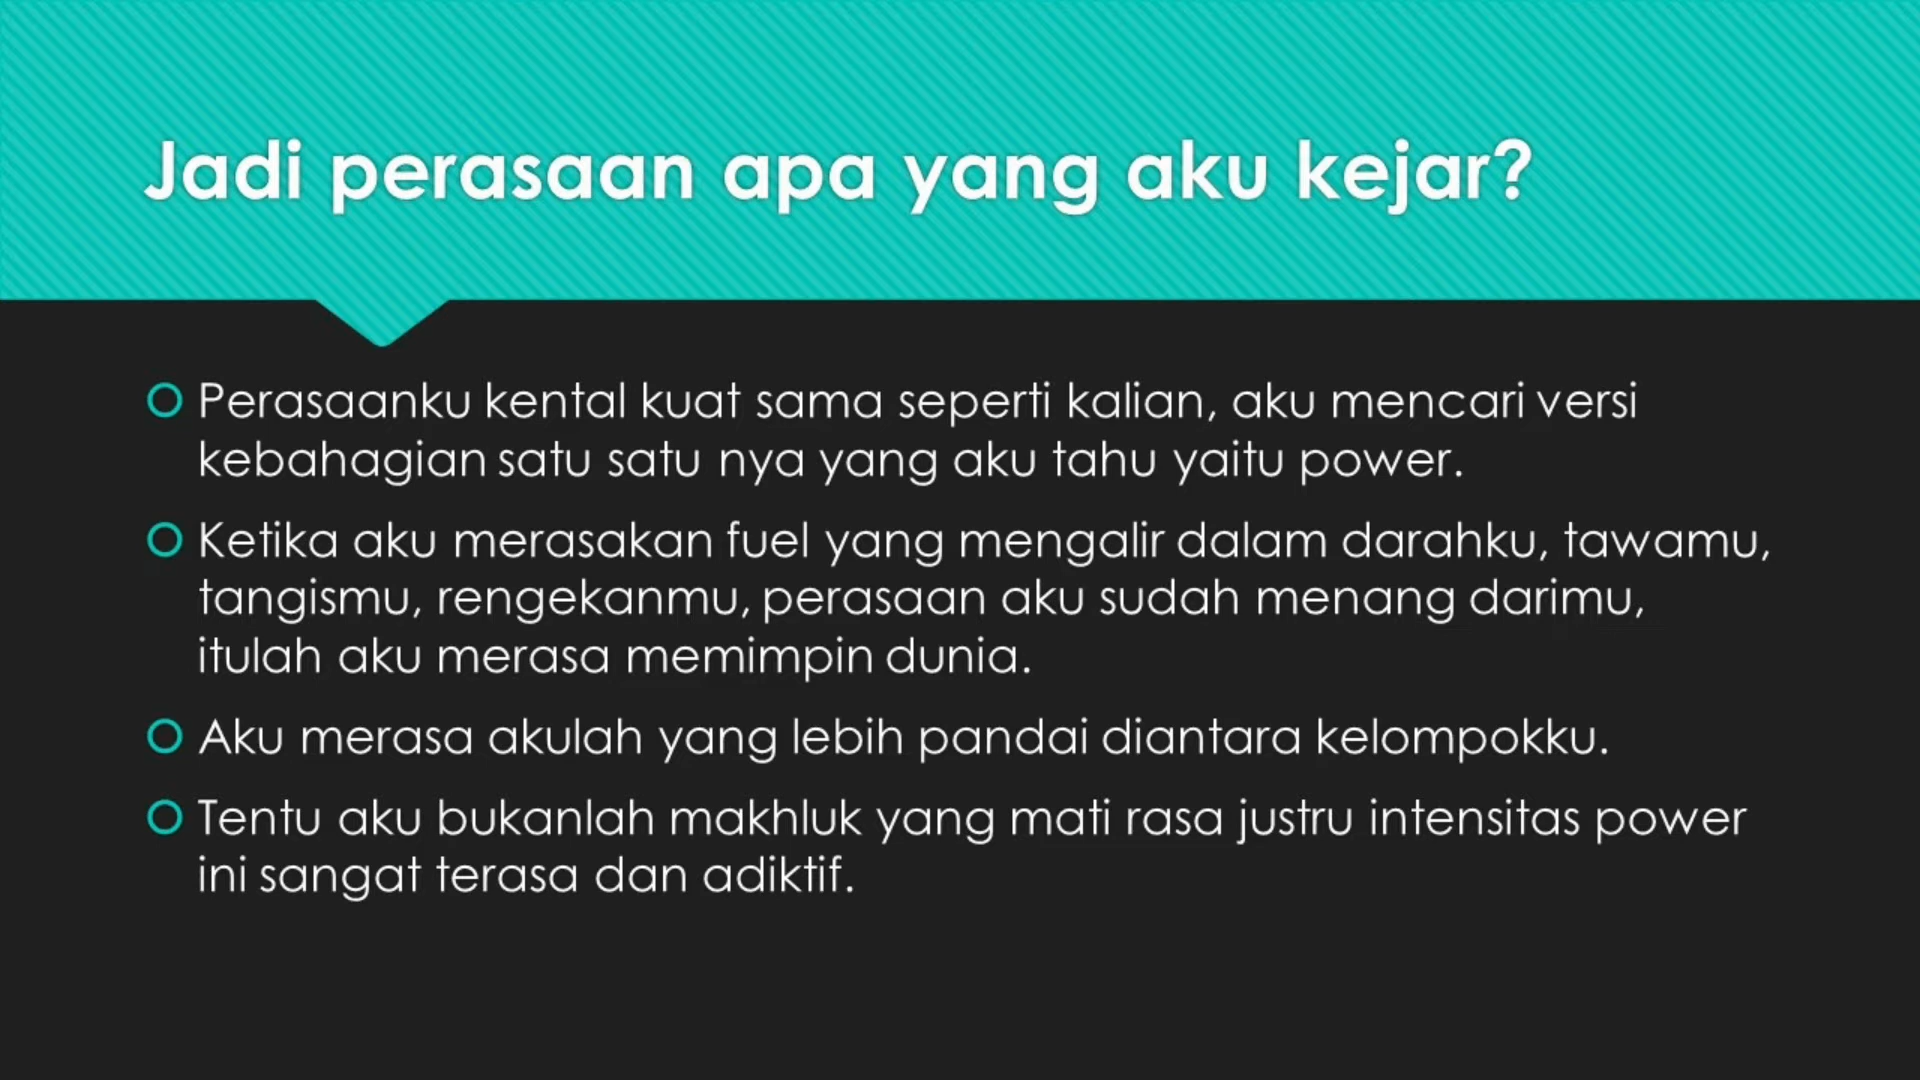 Jadi perasaan apa yang aku kejar?
Perasaanku kental kuat sama seperti kalian, aku mencari versi
kebahagian satu satu nya yang aku tahu yaitu power.
Ketika aku merasakan fuel yang mengalir dalam darahku, tawamu,
tangismu, rengekanmu, perasaan aku sudah menang darimu,
itulah aku merasa memimpin dunia.
Aku merasa akulah yang lebih pandai diantara kelompokku.
Tentu aku bukanlah makhluk yang mati rasa justru intensitas power
ini sangat terasa dan adiktif.